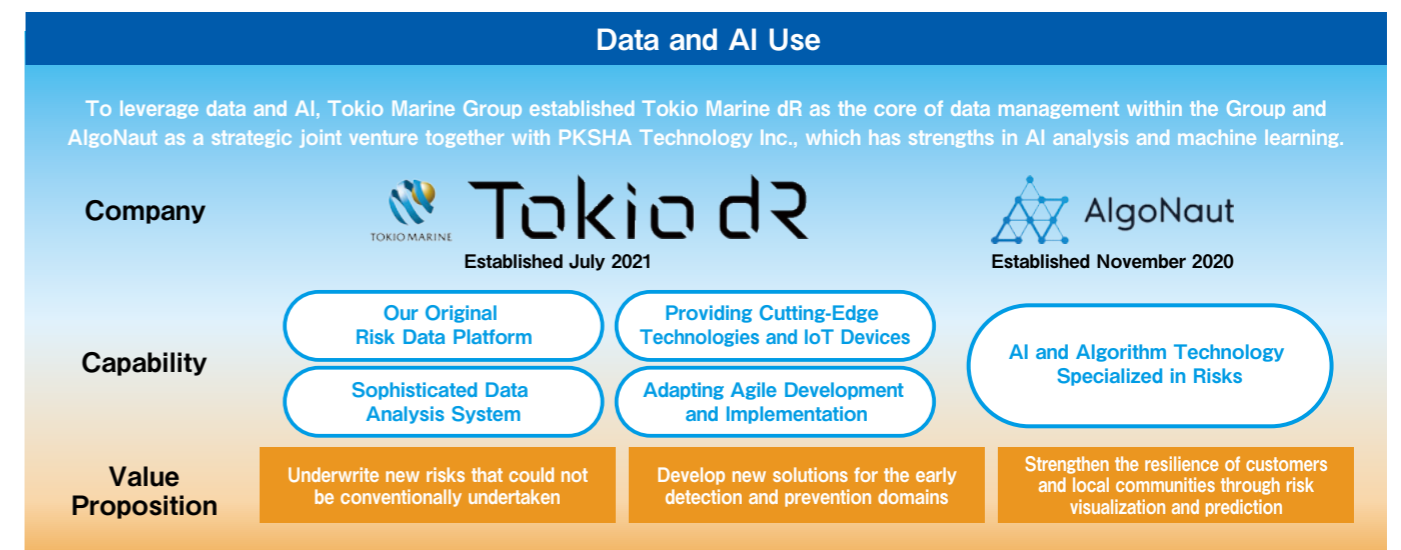 Data and AI Use
To leverage data and AI, Tokio Marine Group established Tokio Marine dR as the core of data management within the Group and
AlgoNaut as a strategic joint venture together with PKSHA Technology Inc., which has strengths in AI analysis and machine learning.
Company
TOKIO MARINE
Tokio dR
Established July 2021
AlgoNaut
Established November 2020
Capability
Our Original
Risk Data Platform
Providing Cutting-Edge
Technologies and IoT Devices
Sophisticated Data
Analysis System
Adapting Agile Development
and Implementation
AI and Algorithm Technology
Specialized in Risks
Value
Proposition
Underwrite new risks that could not
be conventionally undertaken
Develop new solutions for the early
detection and prevention domains
Strengthen the resilience of customers
and local communities through risk
visualization and prediction